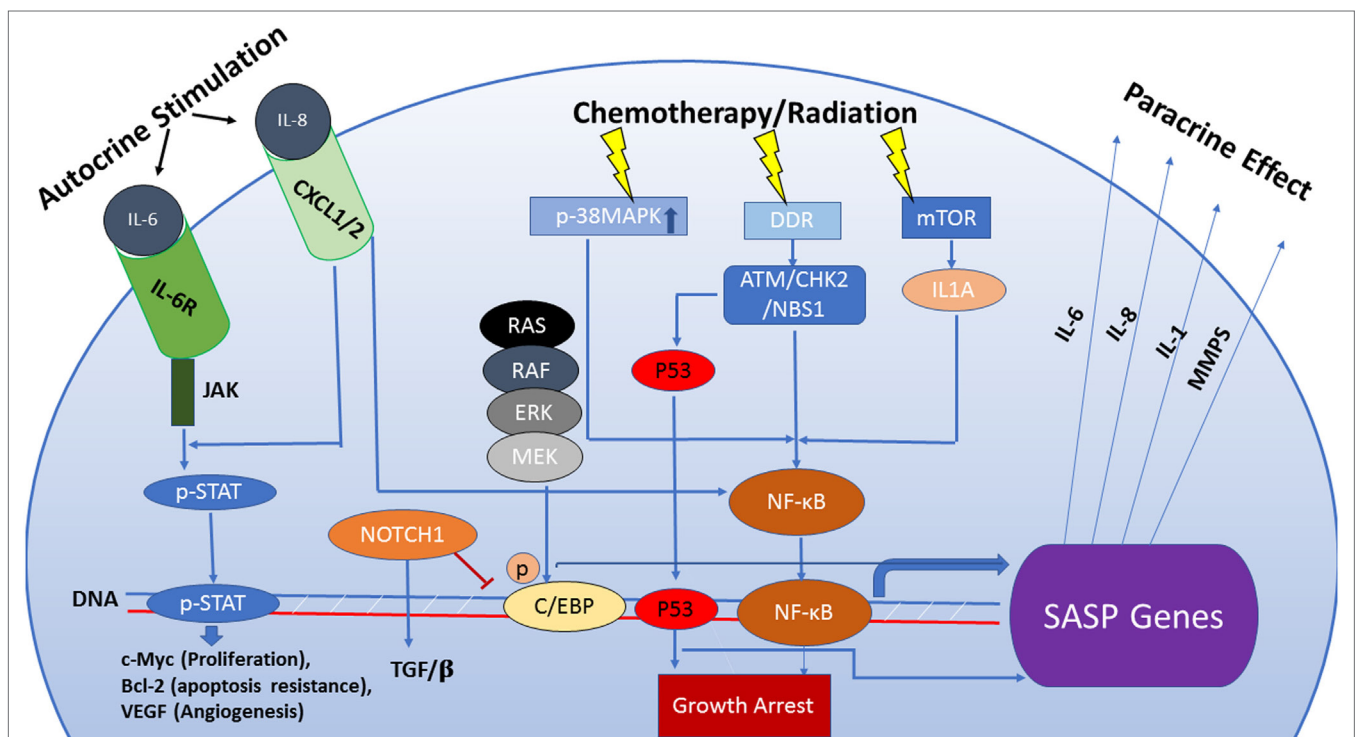 Autocrine Stimulation
IL-8
CXCL1/2
IL-6
IL-6R
JAK
p-STAT
Chemotherapy/Radiation
p-38MAPK
DDR
mTOR
ATM/CHK2
/NBS1
IL1A
RAS
RAF
ERK
MEK
P53
NF-κB
NOTCH1
p
DNA
p-STAT
C/EBP
P53
NF-κB
c-Myc (Proliferation),
Bcl-2 (apoptosis resistance),
VEGF (Angiogenesis)
TGF/β
Growth Arrest
SASP Genes
IL-6
IL-8
IL-1
MMPS
Paracrine Effect